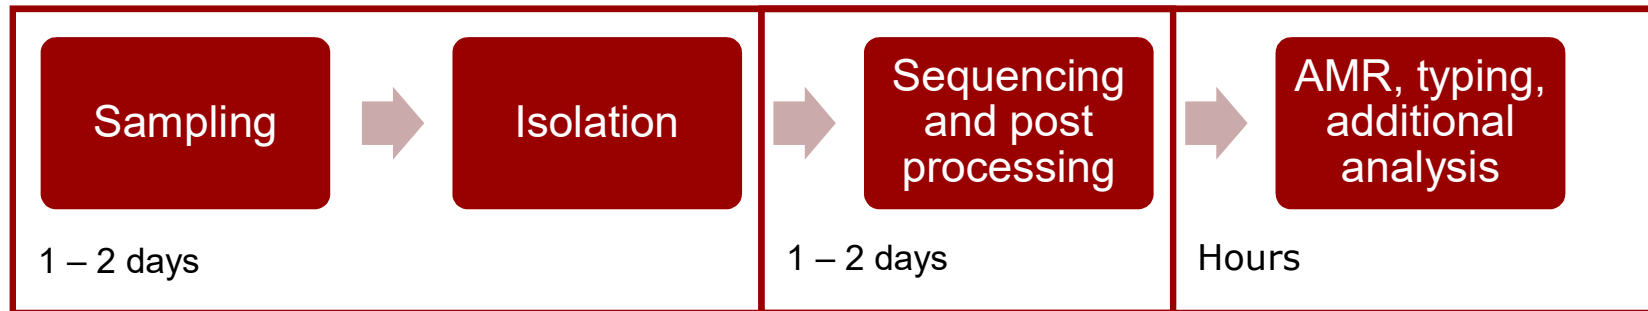 Sampling
Isolation
Sequencing
and post
processing
AMR, typing,
additional
analysis
1 – 2 days
1 – 2 days
Hours